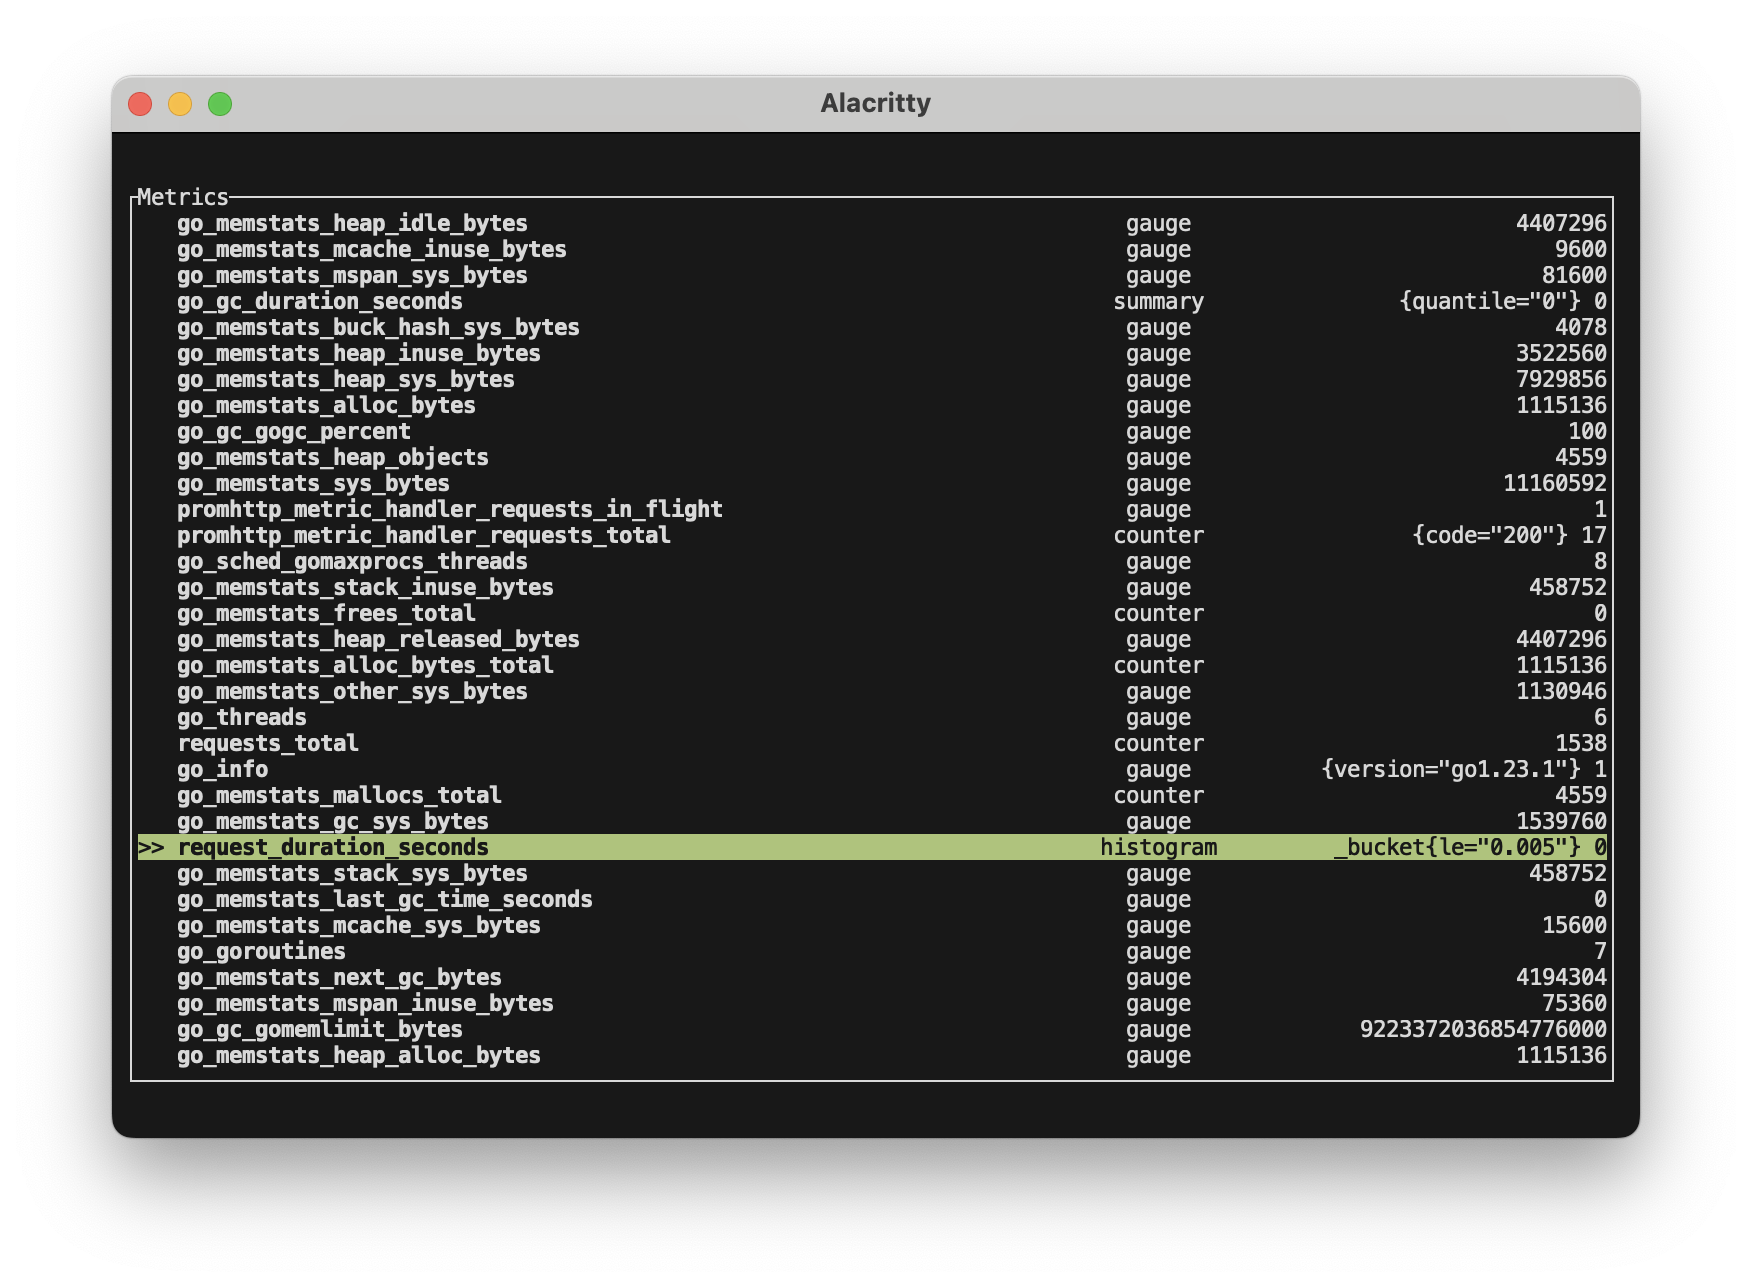 Alacritty
Metrics
go_memstats_heap_idle_bytes gauge 4407296
go_memstats_mcache_inuse_bytes gauge 9600
go_memstats_mspan_sys_bytes gauge 81600
go_gc_duration_seconds summary {quantile="0"} 0
go_memstats_buck_hash_sys_bytes gauge 4078
go_memstats_heap_inuse_bytes gauge 3522560
go_memstats_heap_sys_bytes gauge 7929856
go_memstats_alloc_bytes gauge 1115136
go_gc_gogc_percent gauge 100
go_memstats_heap_objects gauge 4559
go_memstats_sys_bytes gauge 11160592
promhttp_metric_handler_requests_in_flight gauge 1
promhttp_metric_handler_requests_total counter {code="200"} 17
go_sched_gomaxprocs_threads gauge 8
go_memstats_stack_inuse_bytes gauge 458752
go_memstats_frees_total counter 0
go_memstats_heap_released_bytes gauge 4407296
go_memstats_alloc_bytes_total counter 1115136
go_memstats_other_sys_bytes gauge 1130946
go_threads gauge 6
requests_total counter 1538
go_info gauge {version="go1.23.1"} 1
go_memstats_mallocs_total counter 4559
go_memstats_gc_sys_bytes gauge 1539760
>> request_duration_seconds histogram _bucket{le="0.005"} 0
go_memstats_stack_sys_bytes gauge 458752
go_memstats_last_gc_time_seconds gauge 0
go_memstats_mcache_sys_bytes gauge 15600
go_goroutines gauge 7
go_memstats_next_gc_bytes gauge 4194304
go_memstats_mspan_inuse_bytes gauge 75360
go_gc_gomemlimit_bytes gauge 9223372036854776000
go_memstats_heap_alloc_bytes gauge 1115136